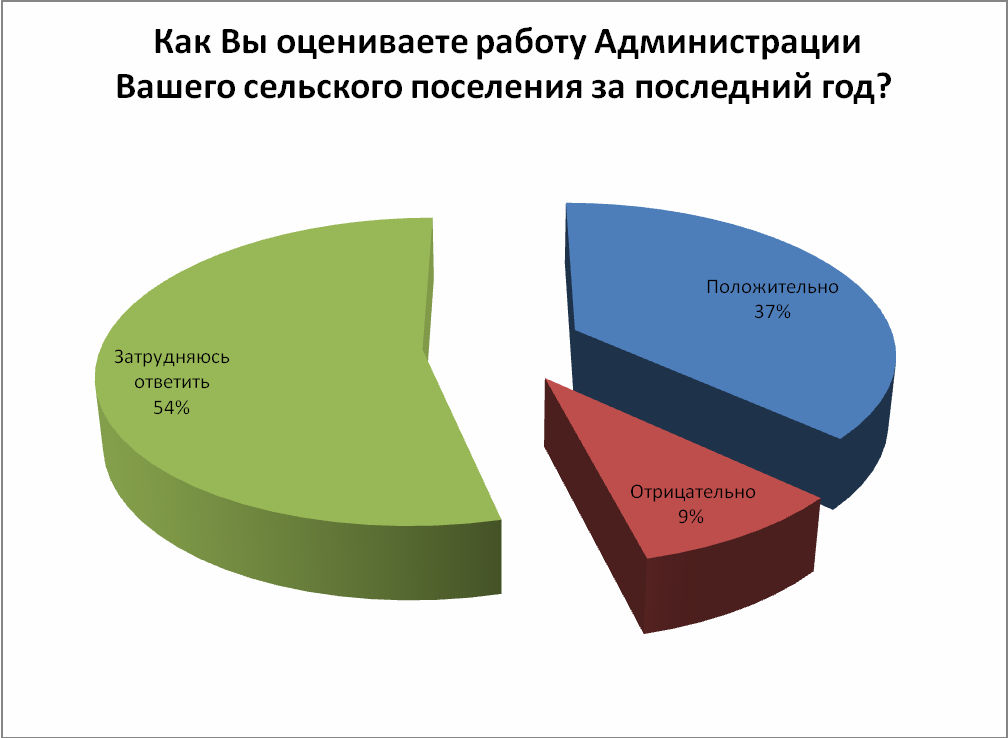 Как Вы оцениваете работу Администрации
Вашего сельского поселения за последний год?
Положительно
37%
Затрудняюсь
ответить
54%
Отрицательно
9%